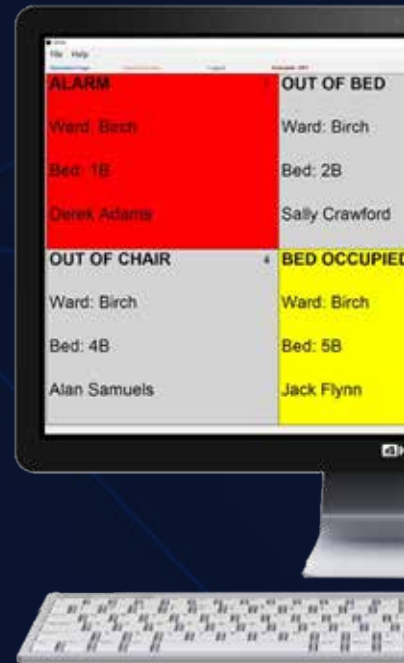 File Help
ALARM
Ward: Birch
Bed: 1B
Derek Adams
OUT OF BED
Ward: Birch
Bed: 2B
Sally Crawford
OUT OF CHAIR 4
Ward: Birch
Bed: 4B
Alan Samuels
BED OCCUPIED
Ward: Birch
Bed: 5B
Jack Flynn